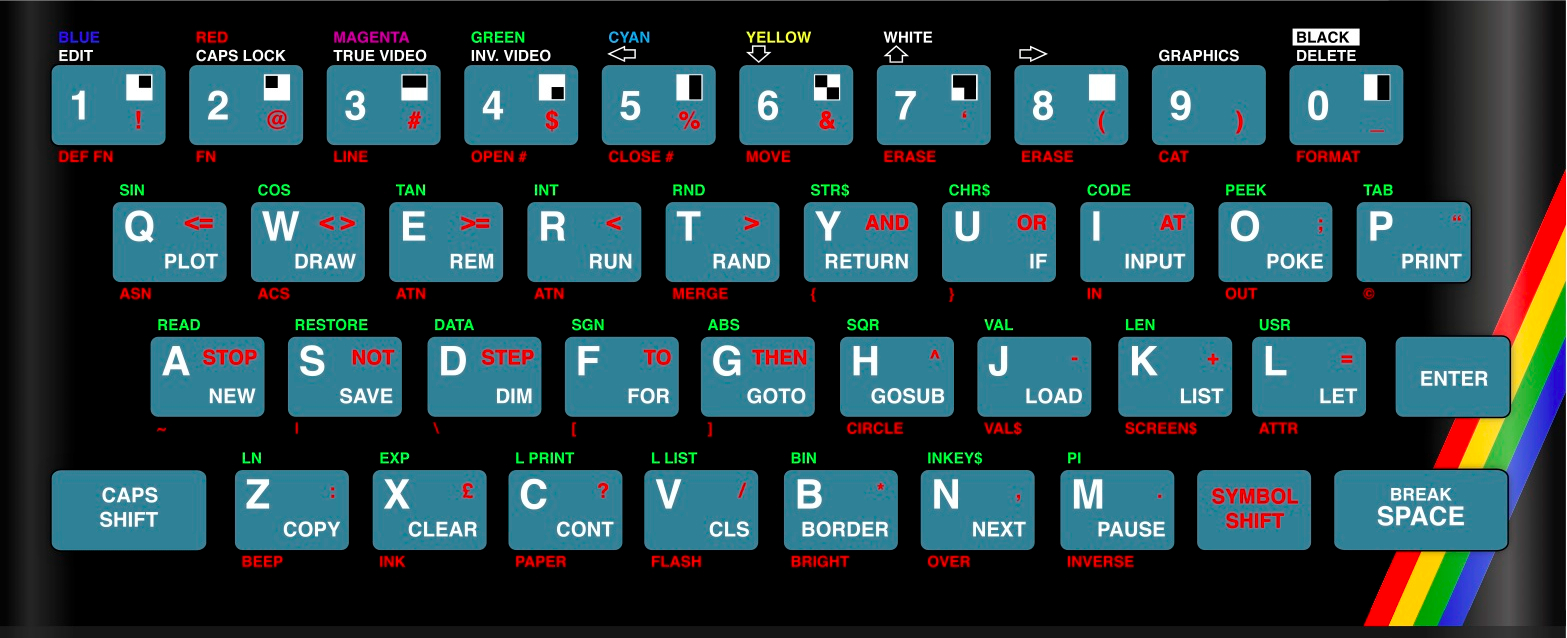 BLUE RED MAGENTA GREEN CYAN YELLOW WHITE BLACK
EDIT CAPS LOCK TRUE VIDEO INV. VIDEO GRAPHICS DELETE
1 2 3 4 5 6 7 8 9 0
! @ # $ % & ‘ ( ) _
DEF FN FN LINE OPEN # CLOSE # MOVE ERASE ERASE CAT FORMAT
SIN COS TAN INT RND STR$ CHR$ CODE PEEK TAB
Q <= W <> E >= R < T > Y AND U OR I AT O ; P “
PLOT DRAW REM RUN RAND RETURN IF INPUT POKE PRINT
ASN ACS ATN ATN MERGE { } IN OUT ©
READ RESTORE DATA SGN ABS SQR VAL LEN USR
A STOP S NOT D STEP F TO G THEN H ^ J - K + L =
ENTER
NEW SAVE DIM FOR GOTO GOSUB LOAD LIST LET
~ | \ [ ] CIRCLE VAL$ SCREEN$ ATTR
LN EXP L PRINT L LIST BIN INKEY$ PI
CAPS Z : X £ C ? V / B * N , M . SYMBOL BREAK
SHIFT COPY CLEAR CONT CLS BORDER NEXT PAUSE SHIFT SPACE
BEEP INK PAPER FLASH BRIGHT OVER INVERSE